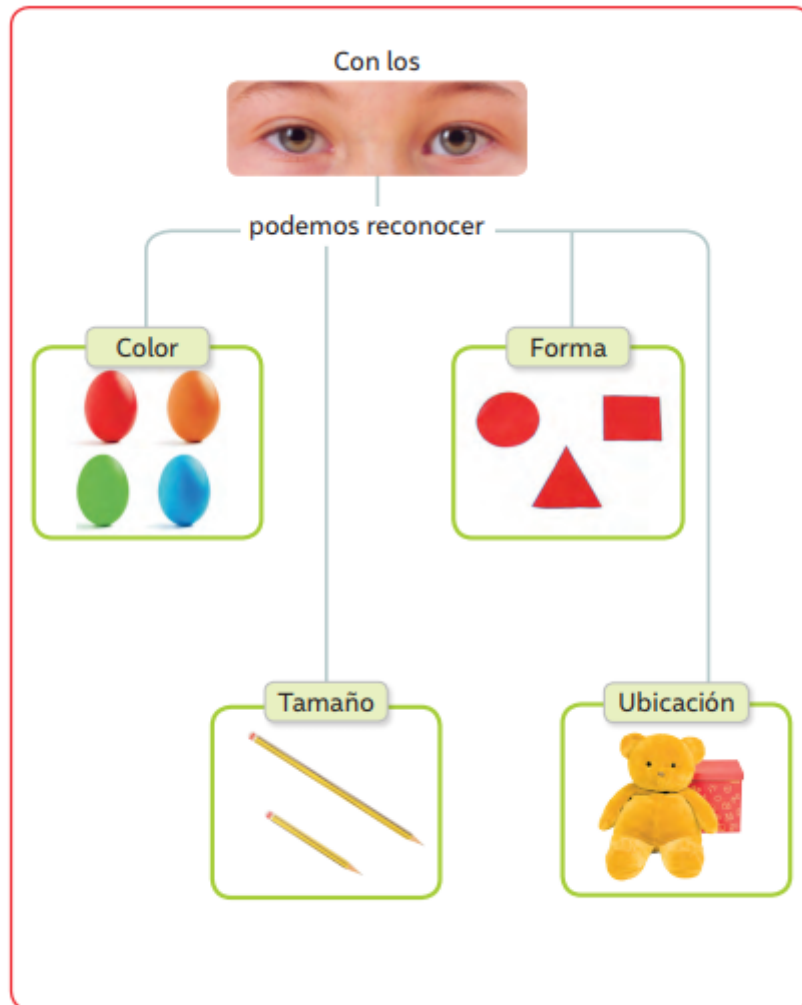 Con los
podemos reconocer
Color
Forma
Tamaño
Ubicación